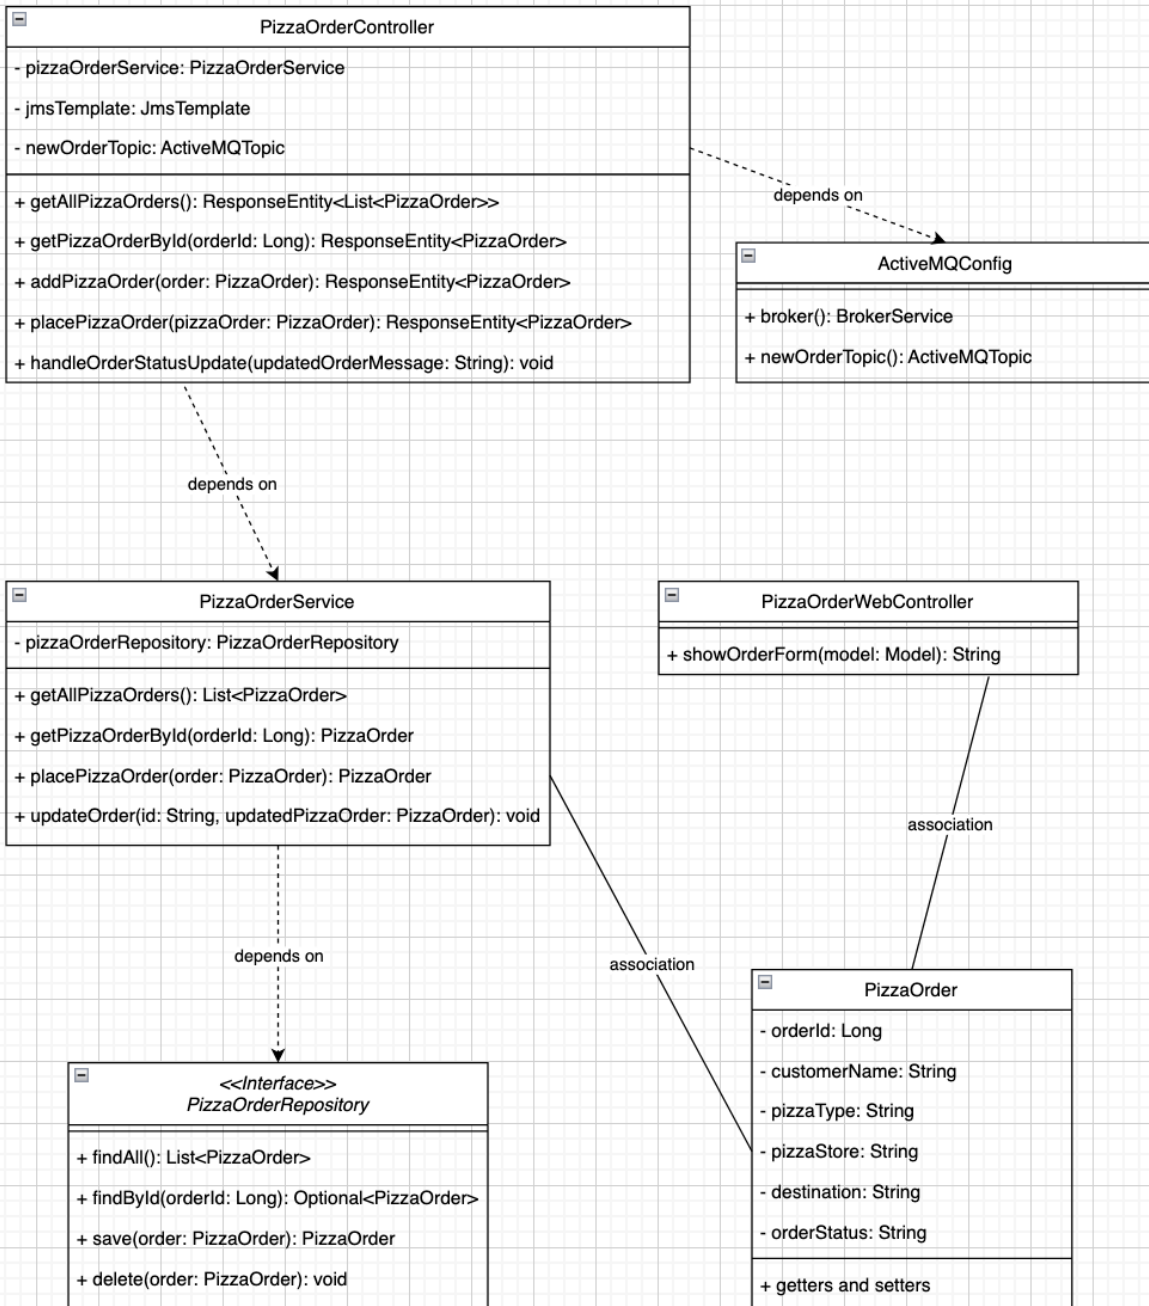 PizzaOrderController
- pizzaOrderService: PizzaOrderService
- jmsTemplate: JmsTemplate
- newOrderTopic: ActiveMQTopic
+ getAllPizzaOrders(): ResponseEntity<List<PizzaOrder>>
+ getPizzaOrderById(orderId: Long): ResponseEntity<PizzaOrder>
+ addPizzaOrder(order: PizzaOrder): ResponseEntity<PizzaOrder>
+ placePizzaOrder(pizzaOrder: PizzaOrder): ResponseEntity<PizzaOrder>
+ handleOrderStatusUpdate(updatedOrderMessage: String): void
depends on
ActiveMQConfig
+ broker(): BrokerService
+ newOrderTopic(): ActiveMQTopic
depends on
PizzaOrderService
- pizzaOrderRepository: PizzaOrderRepository
+ getAllPizzaOrders(): List<PizzaOrder>
+ getPizzaOrderById(orderId: Long): PizzaOrder
+ placePizzaOrder(order: PizzaOrder): PizzaOrder
+ updateOrder(id: String, updatedPizzaOrder: PizzaOrder): void
PizzaOrderWebController
+ showOrderForm(model: Model): String
association
depends on
association
<<Interface>>
PizzaOrderRepository
+ findAll(): List<PizzaOrder>
+ findById(orderId: Long): Optional<PizzaOrder>
+ save(order: PizzaOrder): PizzaOrder
+ delete(order: PizzaOrder): void
PizzaOrder
- orderId: Long
- customerName: String
- pizzaType: String
- pizzaStore: String
- destination: String
- orderStatus: String
+ getters and setters